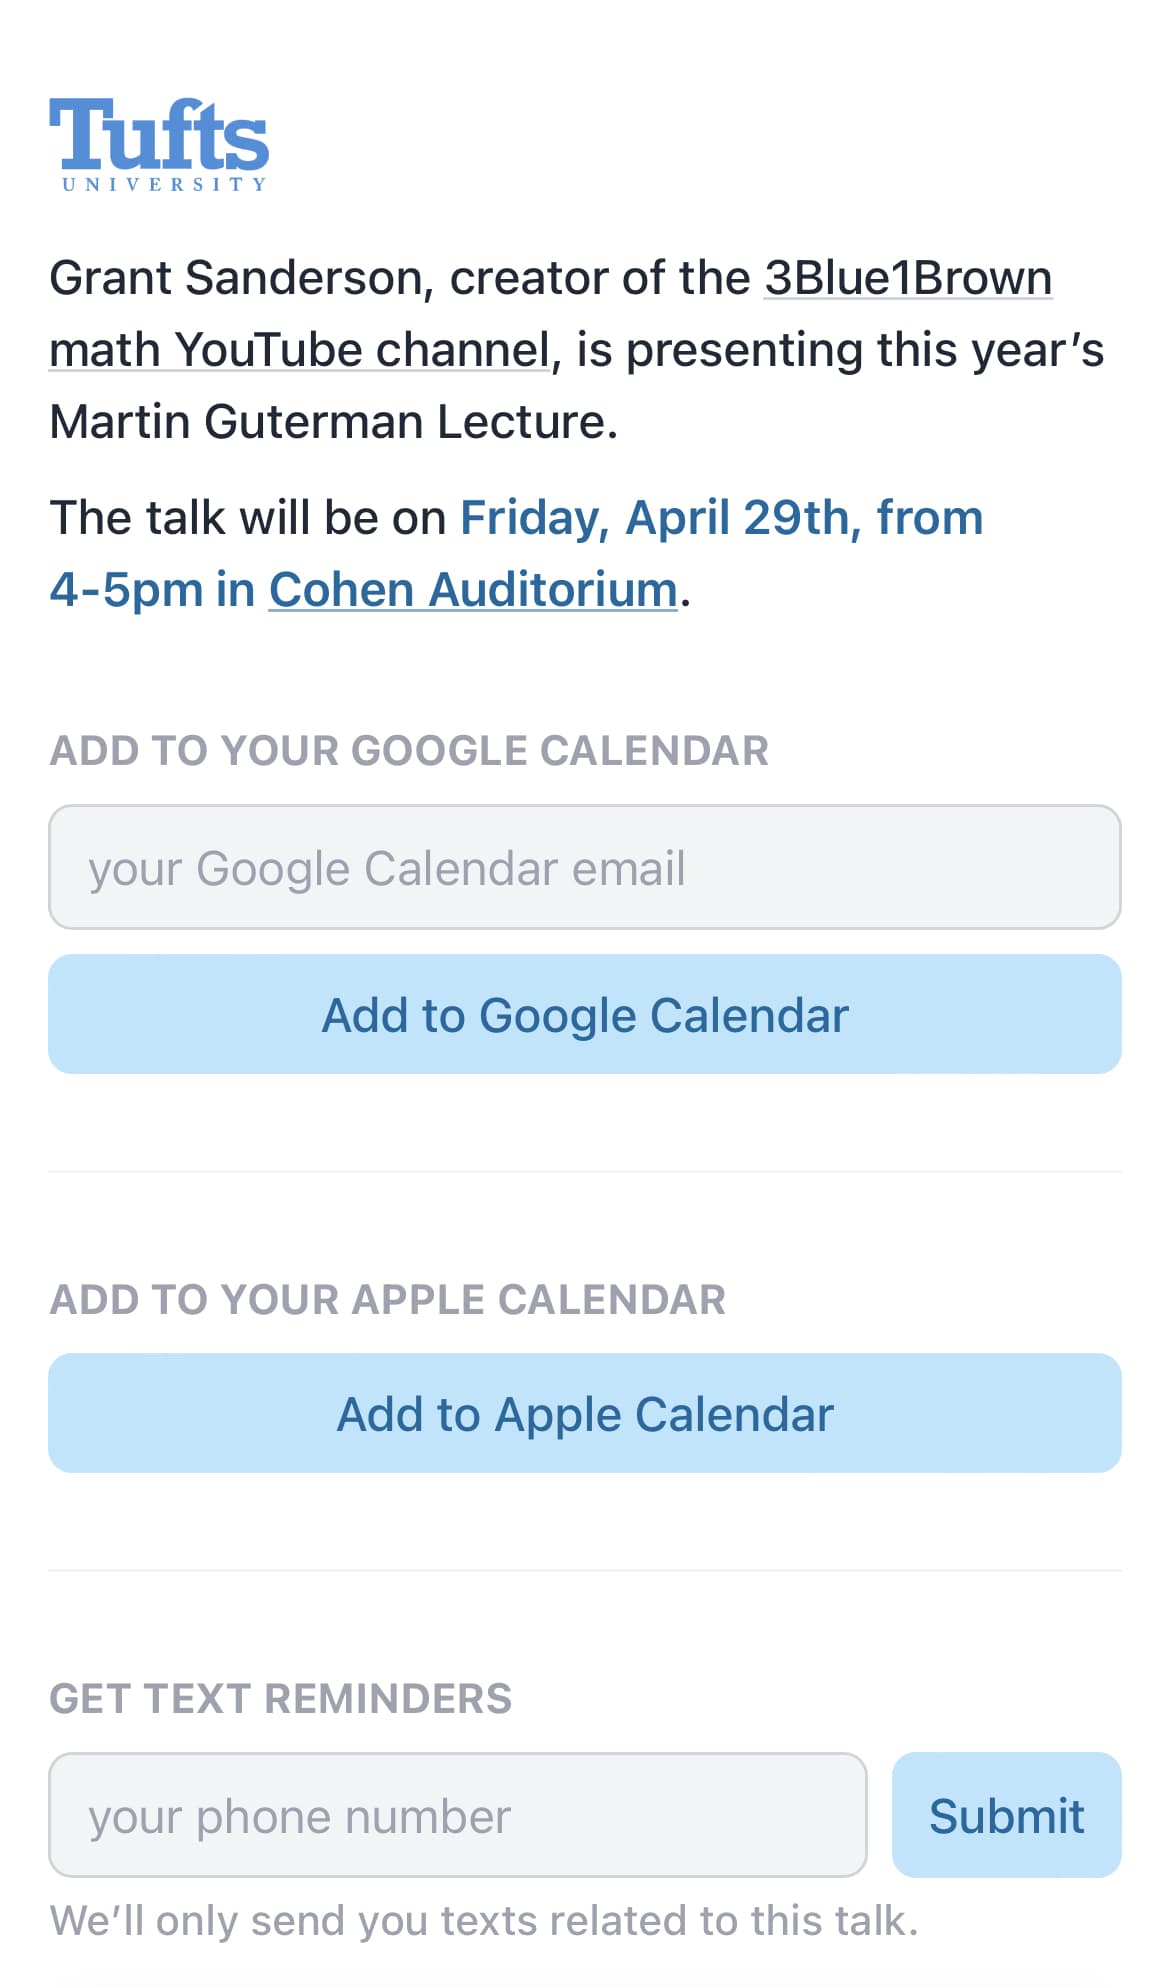 Tufts
UNIVERSITY
Grant Sanderson, creator of the 3Blue1Brown
math YouTube channel, is presenting this year’s
Martin Guterman Lecture.
The talk will be on Friday, April 29th, from
4-5pm in Cohen Auditorium.
ADD TO YOUR GOOGLE CALENDAR
your Google Calendar email
Add to Google Calendar
ADD TO YOUR APPLE CALENDAR
Add to Apple Calendar
GET TEXT REMINDERS
your phone number
Submit
We’ll only send you texts related to this talk.